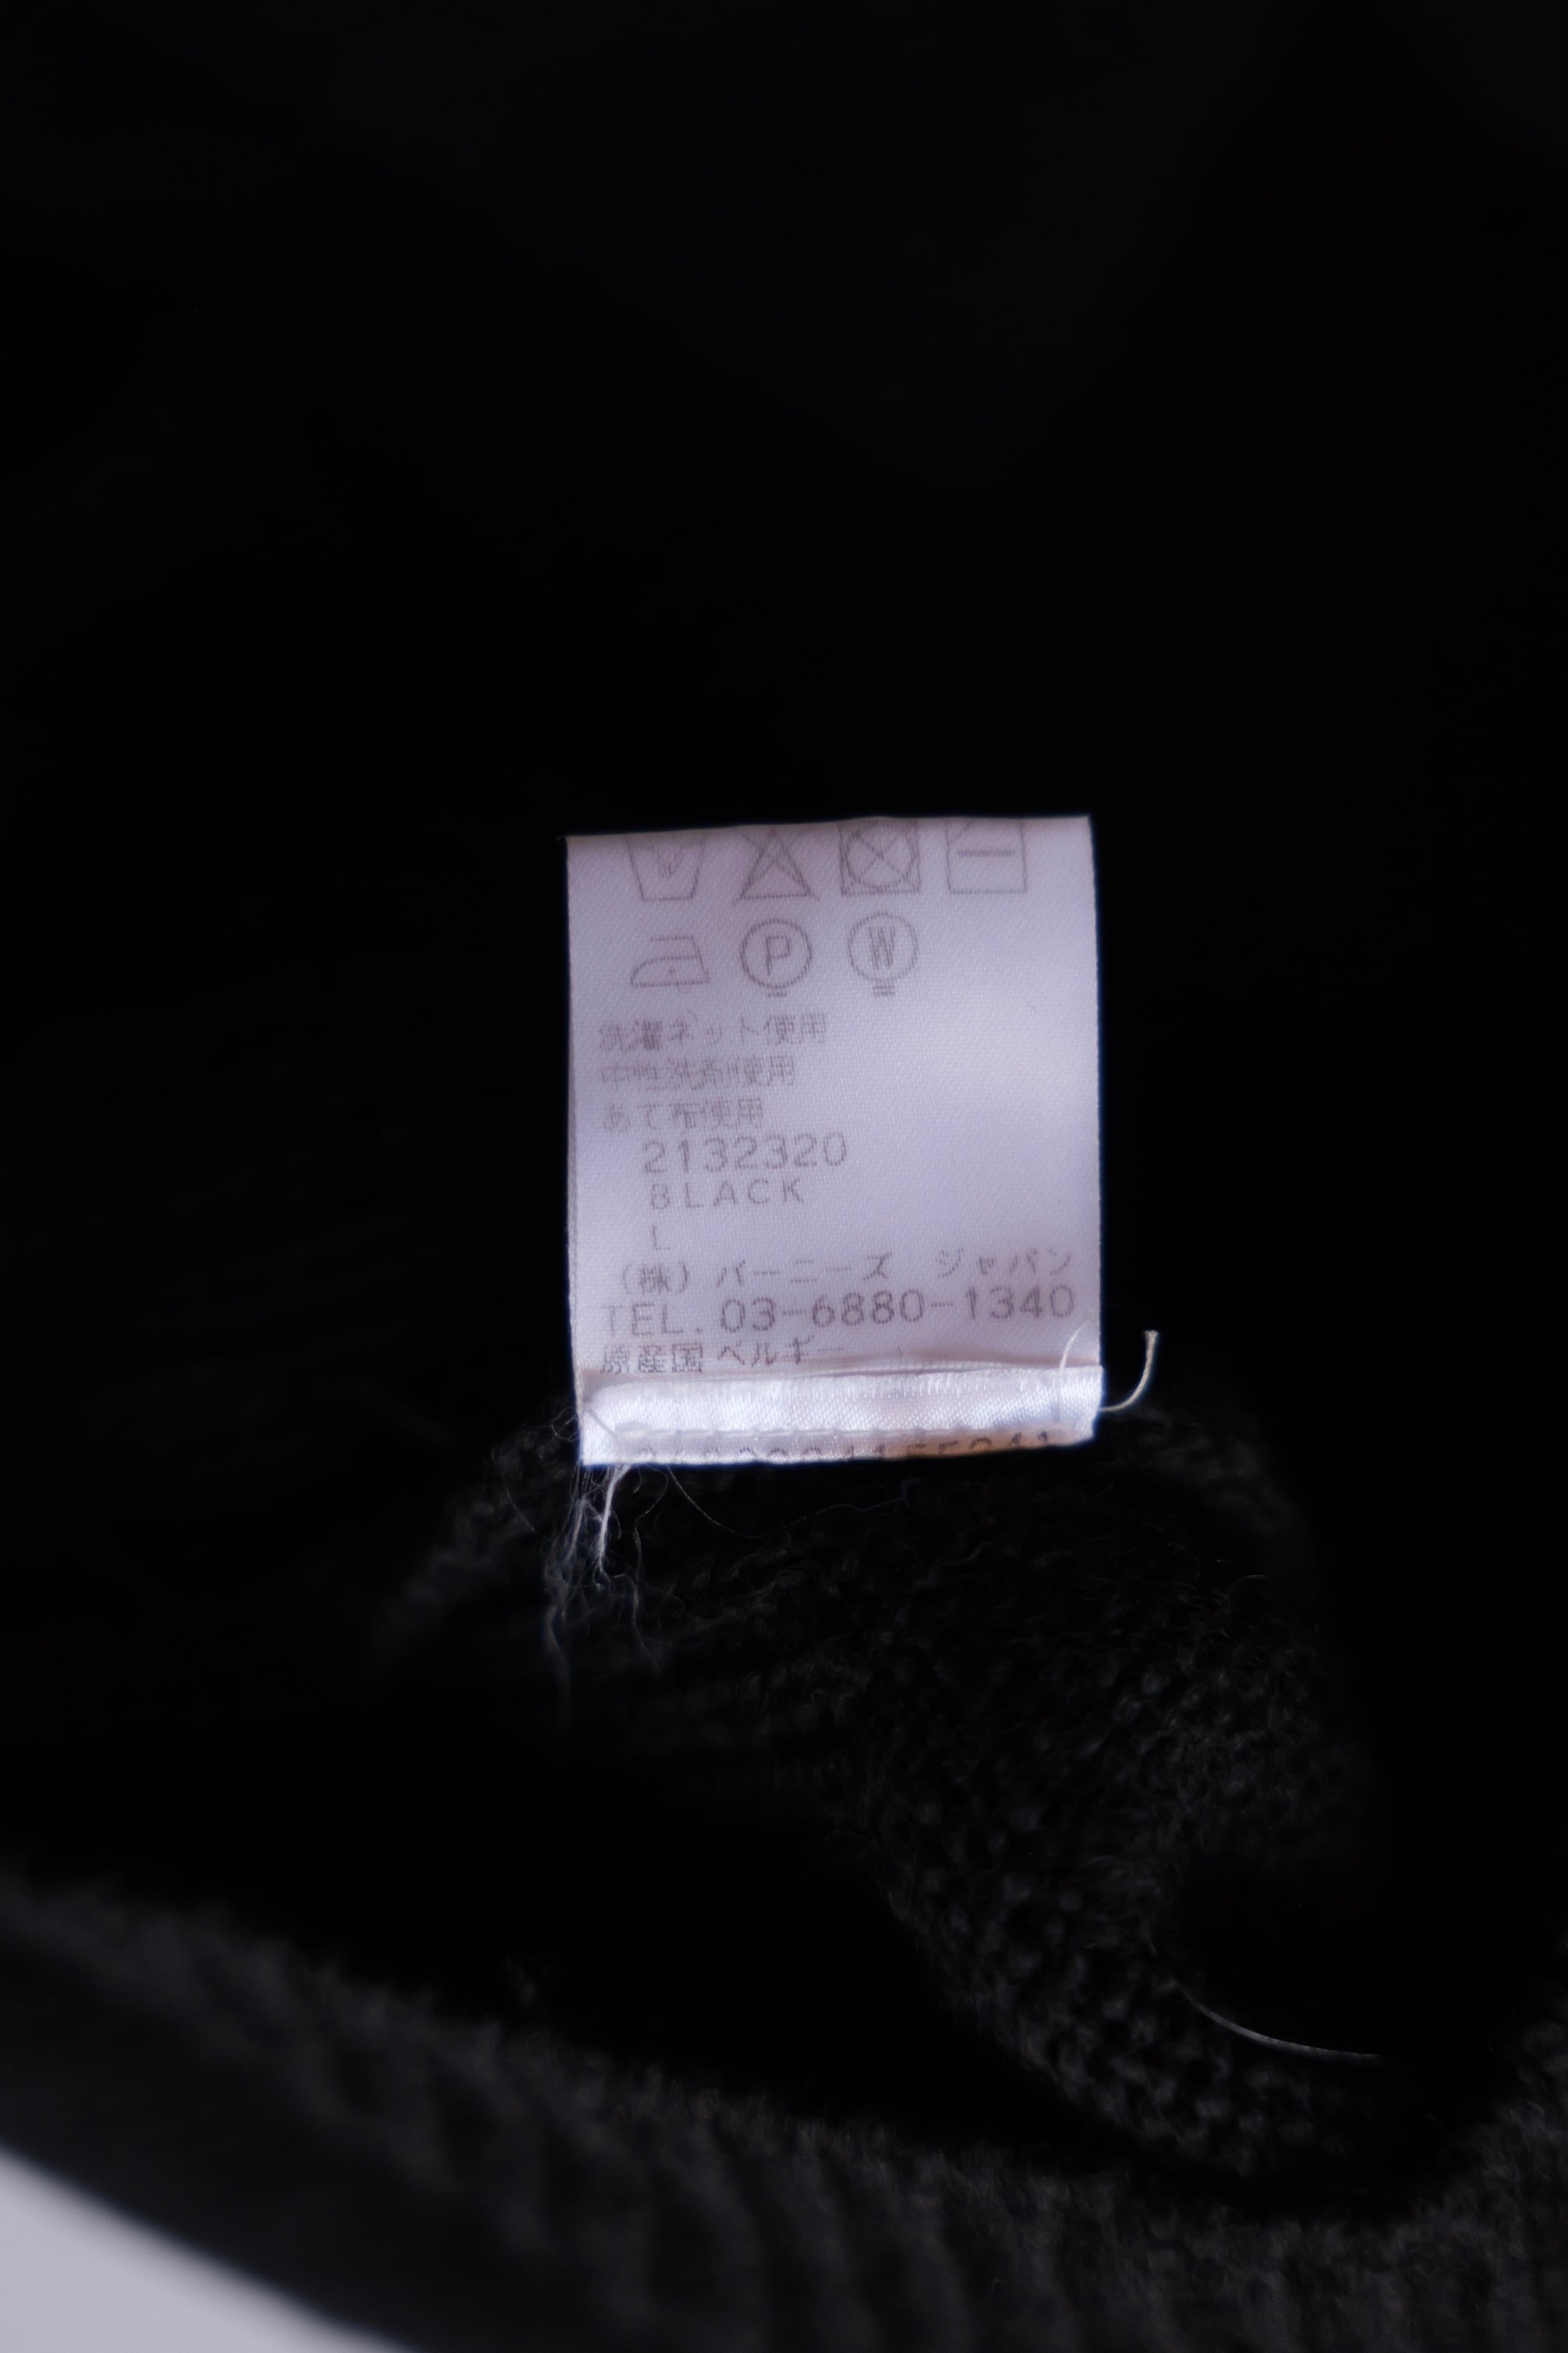 P W
洗濯ネット使用
中性洗剤使用
あて布使用
2132320
BLACK
L
(株) バーニーズ ジャパン
TEL. 03-6880-1340
原産国 ベルギー